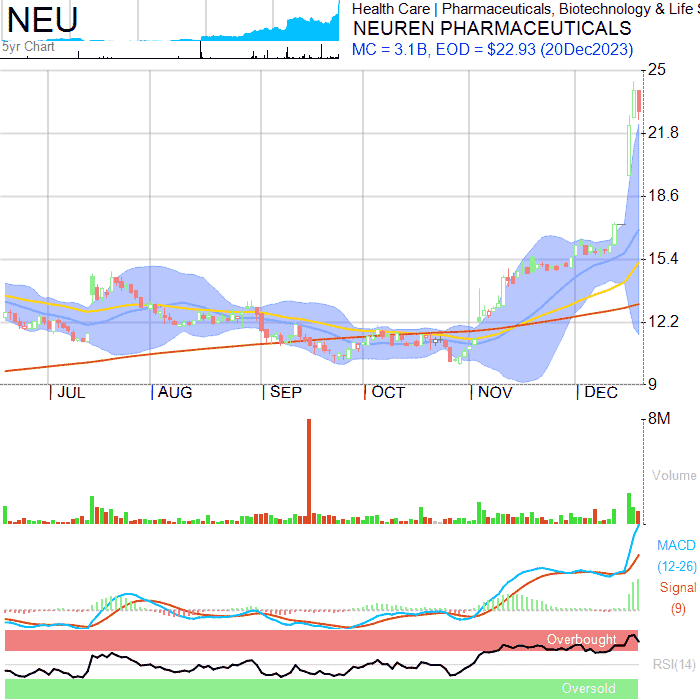 NEU
5yr Chart
Health Care | Pharmaceuticals, Biotechnology & Life S
NEUREN PHARMACEUTICALS
MC = 3.1B, EOD = $22.93 (20Dec2023)
25
21.8
18.6
15.4
12.2
9
JUL
AUG
SEP
OCT
NOV
DEC
8M
Volume
MACD
(12-26)
Signal
(9)
Overbought
RSI(14)
Oversold